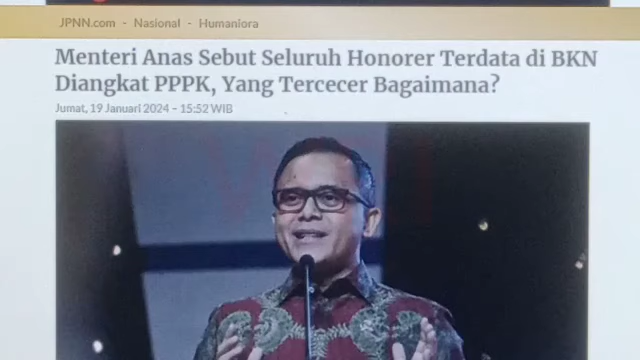 JPNN.com - Nasional - Humaniora
Menteri Anas Sebut Seluruh Honorer Terdata di BKN
Diangkat PPPK, Yang Tercecer Bagaimana?
Jumat, 19 Januari 2024 – 15:52 WIB